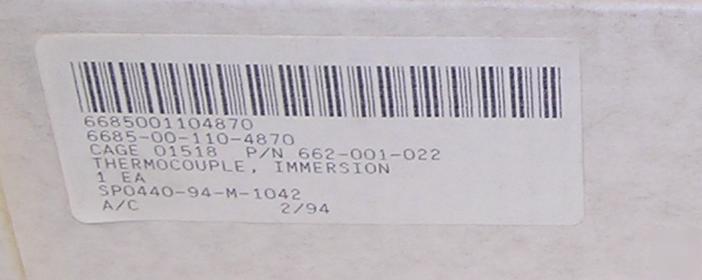 6685001104870
6685-00-110-4870
CAGE 01518 P/N 662-001-022
THERMOCOUPLE, IMMERSION
1 EA
SP0440-94-M-1042
A/C 2/94